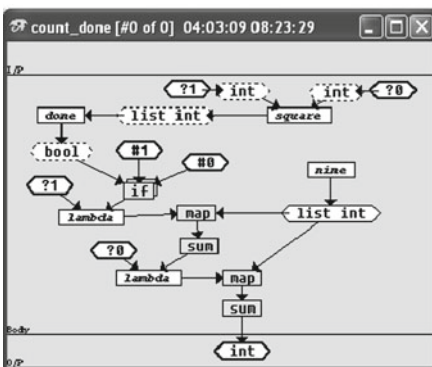 count_done [#0 of 0] 04:03:09 08:23:29
I/P
?1 int int ?0
done list int square
bool #1 #0
nine
?1 if
lambda map list int
sum
?0
lambda map
sum
Body
int
O/P